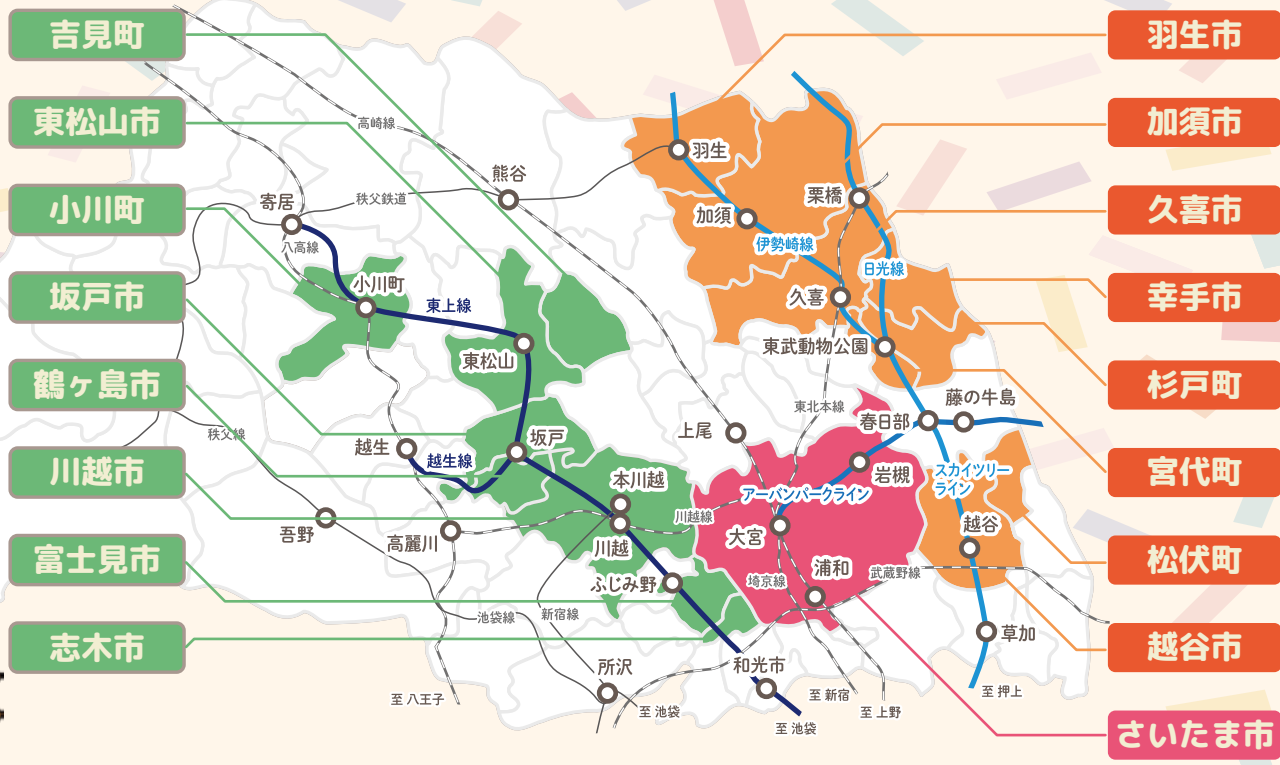 吉見町
東松山市
小川町
坂戸市
鶴ヶ島市
川越市
富士見市
志木市
高崎線
熊谷
寄居
秩父鉄道
八高線
小川町
東上線
東松山
秩父線
越生
越生線
坂戸
本川越
川越
川越線
吾野
高麗川
ふじみ野
池袋線
新宿線
所沢
和光市
至 八王子
至 池袋
至 池袋
至 新宿
至 上野
羽生
加須
伊勢崎線
栗橋
日光線
久喜
東武動物公園
東北本線
上尾
春日部
藤の牛島
岩槻
アーバンパークライン
大宮
埼京線
浦和
武蔵野線
スカイツリー
ライン
越谷
草加
至 押上
羽生市
加須市
久喜市
幸手市
杉戸町
宮代町
松伏町
越谷市
さいたま市